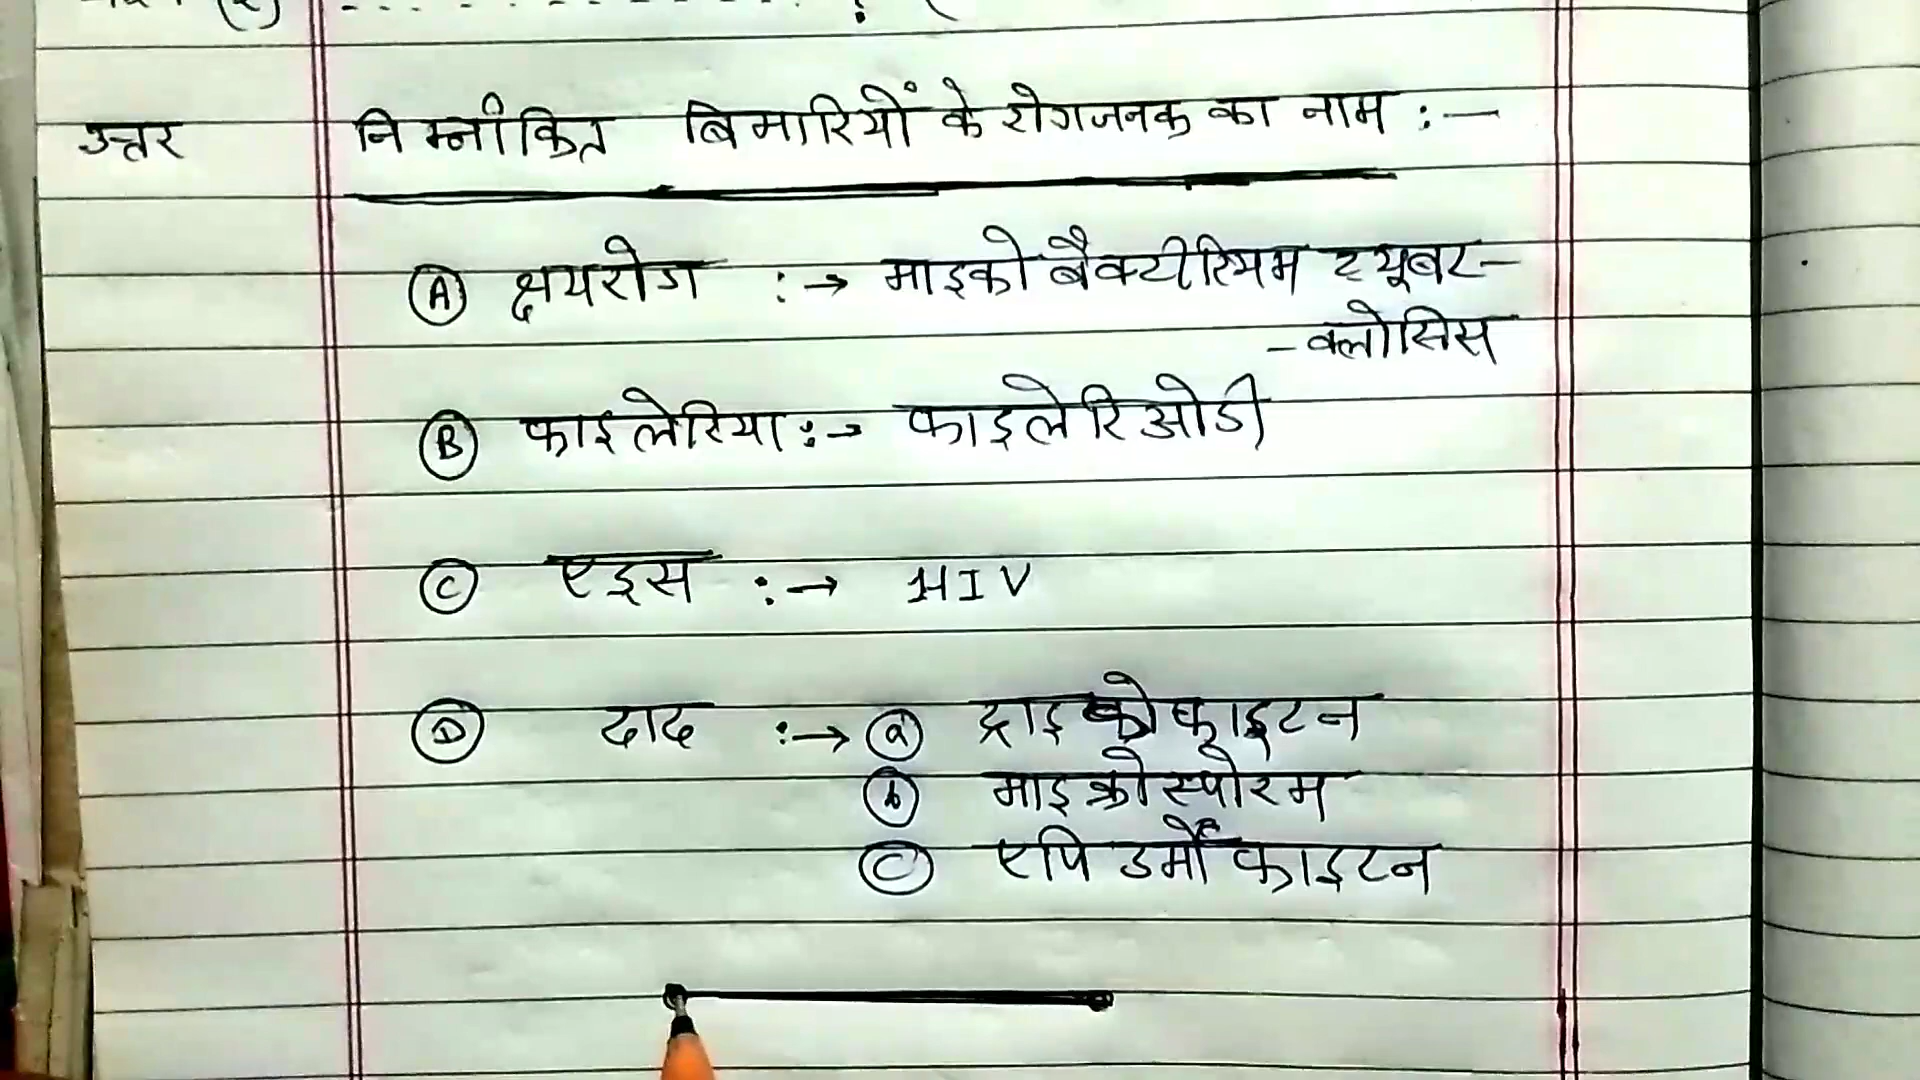 उत्तर निम्नांकित बिमारियों के रोगजनक का नाम :-
(A) क्षयरोग :→ माइको बैक्टीरियम ट्यूबर-
-क्लोसिस
(B) फाइलेरिया :→ फाइलेरिओडी
(C) एड्स :→ HIV
(D) दाद :→ (a) ट्राइकोफाइटन
(b) माइक्रोस्पोरम
(C) एपिडर्मोफाइटन